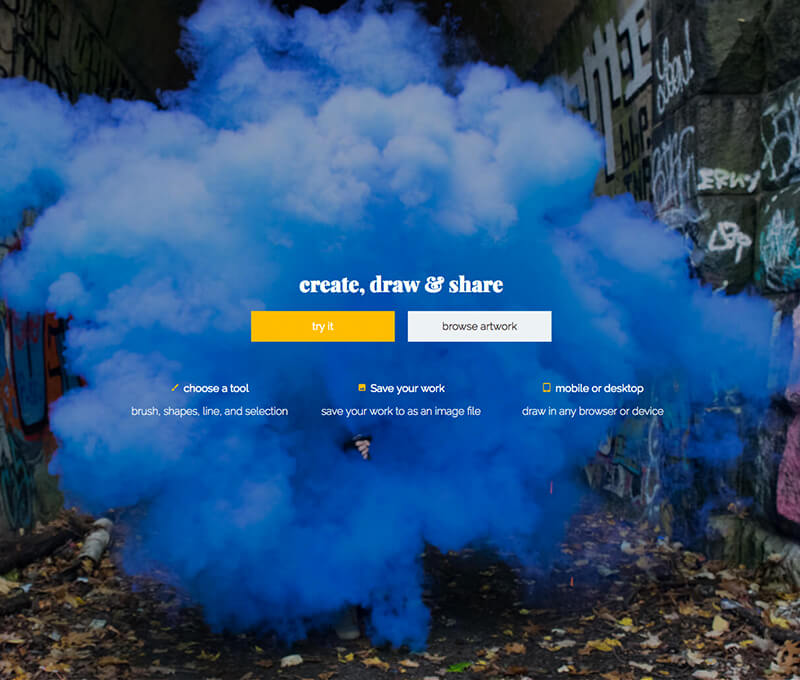 create, draw & share
try it
browse artwork
choose a tool
Save your work
mobile or desktop
brush, shapes, line, and selection
save your work to as an image file
draw in any browser or device